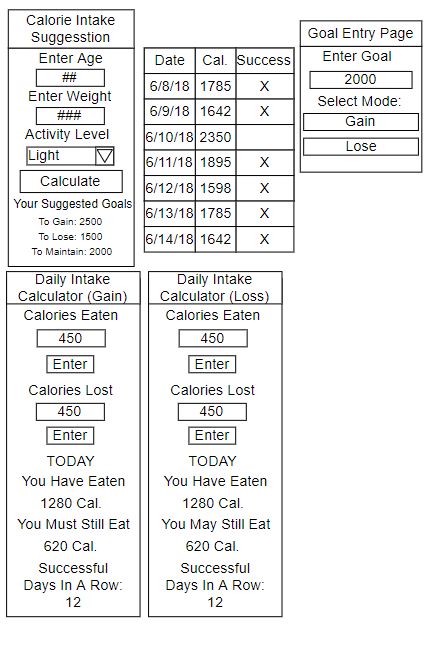 Calorie Intake
Suggesstion
Enter Age
##
Enter Weight
###
Activity Level
Light
Calculate
Your Suggested Goals
To Gain: 2500
To Lose: 1500
To Maintain: 2000
Date Cal. Success
6/8/18 1785 X
6/9/18 1642 X
6/10/18 2350
6/11/18 1895 X
6/12/18 1598 X
6/13/18 1785 X
6/14/18 1642 X
Goal Entry Page
Enter Goal
2000
Select Mode:
Gain
Lose
Daily Intake
Calculator (Gain)
Calories Eaten
450
Enter
Calories Lost
450
Enter
TODAY
You Have Eaten
1280 Cal.
You Must Still Eat
620 Cal.
Successful
Days In A Row:
12
Daily Intake
Calculator (Loss)
Calories Eaten
450
Enter
Calories Lost
450
Enter
TODAY
You Have Eaten
1280 Cal.
You May Still Eat
620 Cal.
Successful
Days In A Row:
12